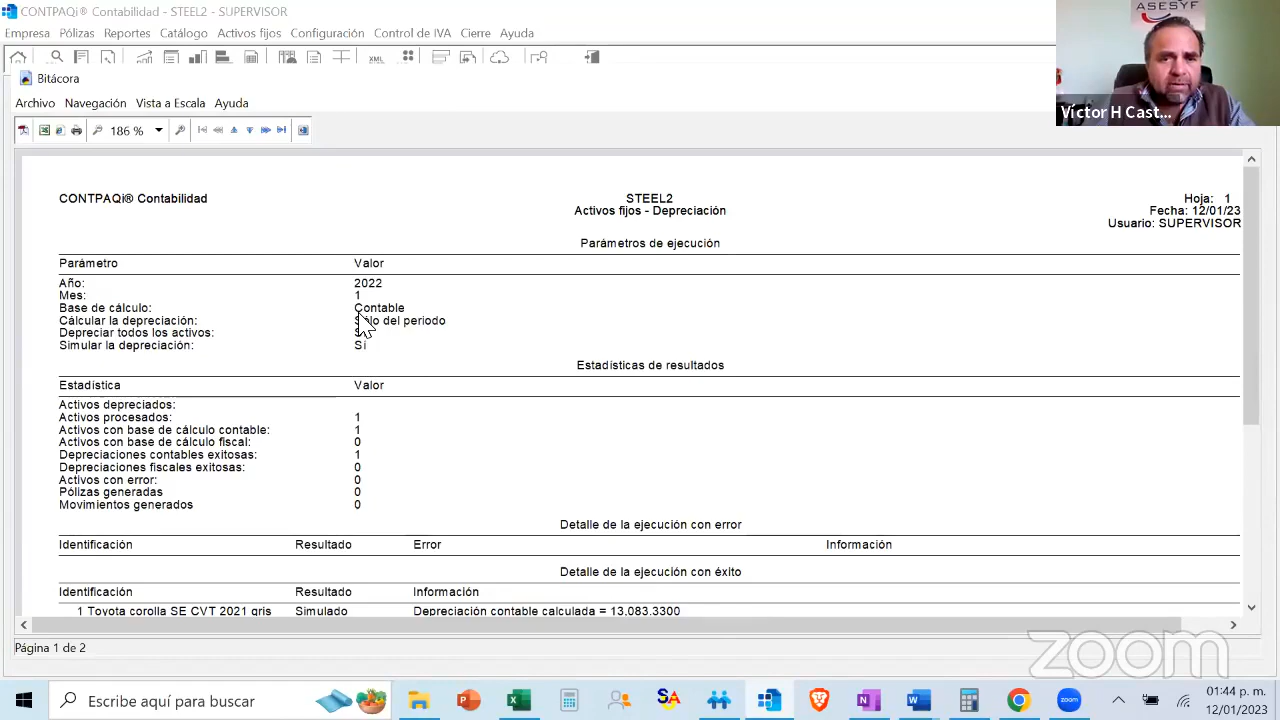 CONTPAQi® Contabilidad - STEEL2 - SUPERVISOR
Empresa Pólizas Reportes Catálogo Activos fijos Configuración Control de IVA Cierre Ayuda
XML
ASESYF
Víctor H Cast...
Bitácora
Archivo Navegación Vista a Escala Ayuda
186 %
CONTPAQi® Contabilidad STEEL2 Hoja: 1
Activos fijos - Depreciación Fecha: 12/01/23
Usuario: SUPERVISOR
Parámetros de ejecución
Parámetro Valor
Año: 2022
Mes: 1
Base de cálculo: Contable
Cálcular la depreciación: Sólo del periodo
Depreciar todos los activos:
Simular la depreciación: Sí
Estadísticas de resultados
Estadística Valor
Activos depreciados:
Activos procesados: 1
Activos con base de cálculo contable: 1
Activos con base de cálculo fiscal: 0
Depreciaciones contables exitosas: 1
Depreciaciones fiscales exitosas: 0
Activos con error: 0
Pólizas generadas 0
Movimientos generados 0
Detalle de la ejecución con error
Identificación Resultado Error Información
Detalle de la ejecución con éxito
Identificación Resultado Información
1 Toyota corolla SE CVT 2021 gris Simulado Depreciación contable calculada = 13.083.3300
Página 1 de 2
zoom
Escribe aquí para buscar
01:44 p. m.
12/01/2023